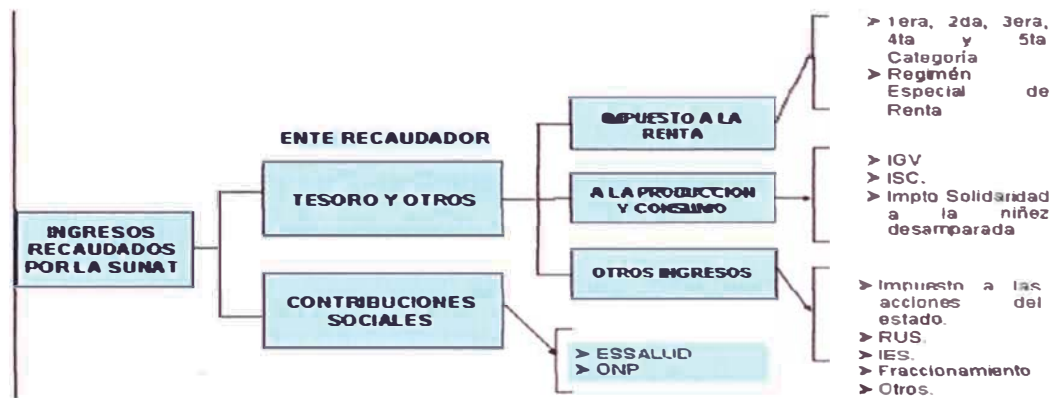 INGRESOS
RECAUDADOS
POR LA SUNAT
ENTE RECAUDADOR
TESORO Y OTROS
CONTRIBUCIONES
SOCIALES
IMPUESTO A LA
RENTA
A LA PRODUCCION
Y CONSUMO
OTROS INGRESOS
➤ ESSALUD
➤ ONP
➤ 1era, 2da, 3era,
4ta y 5ta
Categoría
➤ Regimén
Especial de
Renta
➤ IGV
➤ ISC.
➤ Impto Solidaridad
a la niñez
desamparada
➤ Impuesto a las
acciones del
estado.
➤ RUS.
➤ IES.
➤ Fraccionamiento
➤ Otros.